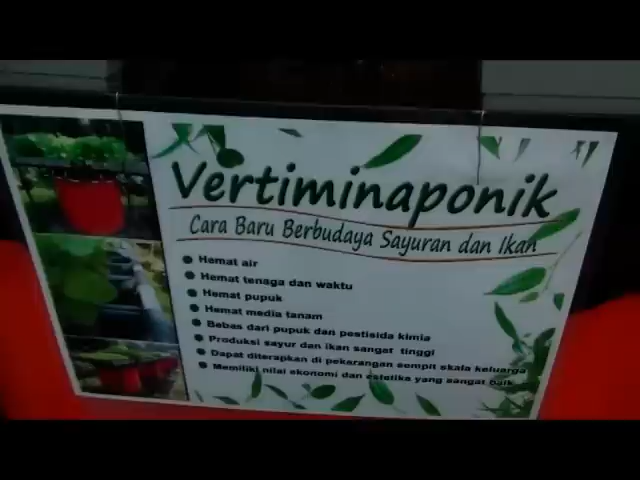 Vertiminaponik
Cara Baru Berbudaya Sayuran dan Ikan
Hemat air
Hemat tenaga dan waktu
Hemat pupuk
Hemat media tanam
Bebas dari pupuk dan pestisida kimia
Produksi sayur dan ikan sangat tinggi
Dapat diterapkan di pekarangan sempit skala keluarga
Memiliki nilai ekonomi dan estetika yang sangat baik